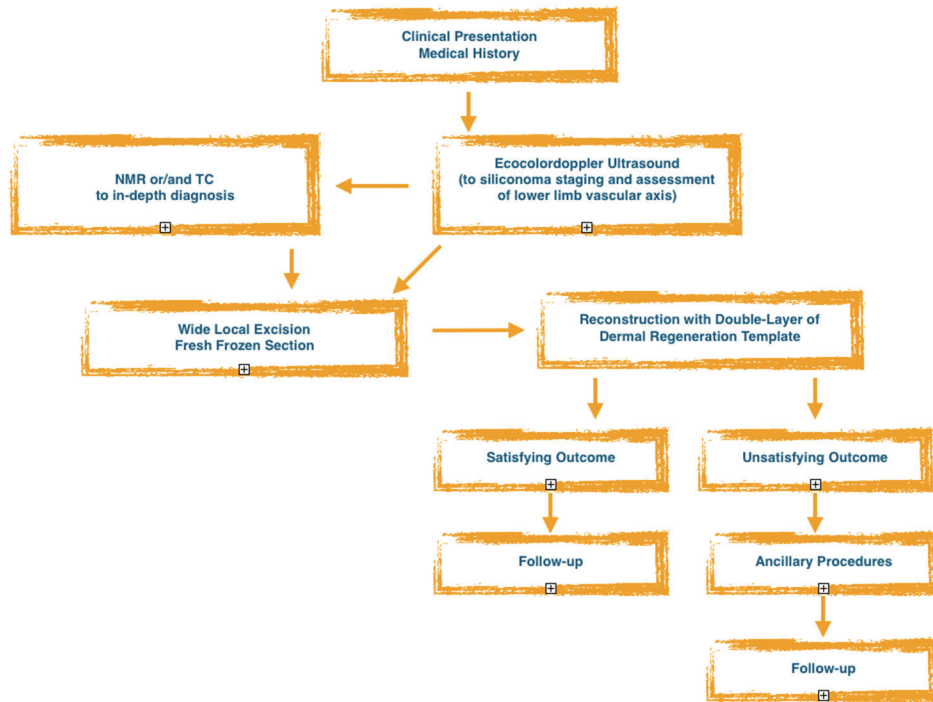 Clinical Presentation
Medical History
NMR or/and TC
to in-depth diagnosis
Ecocolordoppler Ultrasound
(to siliconoma staging and assessment
of lower limb vascular axis)
Wide Local Excision
Fresh Frozen Section
Reconstruction with Double-Layer of
Dermal Regeneration Template
Satisfying Outcome
Unsatisfying Outcome
Follow-up
Ancillary Procedures
Follow-up